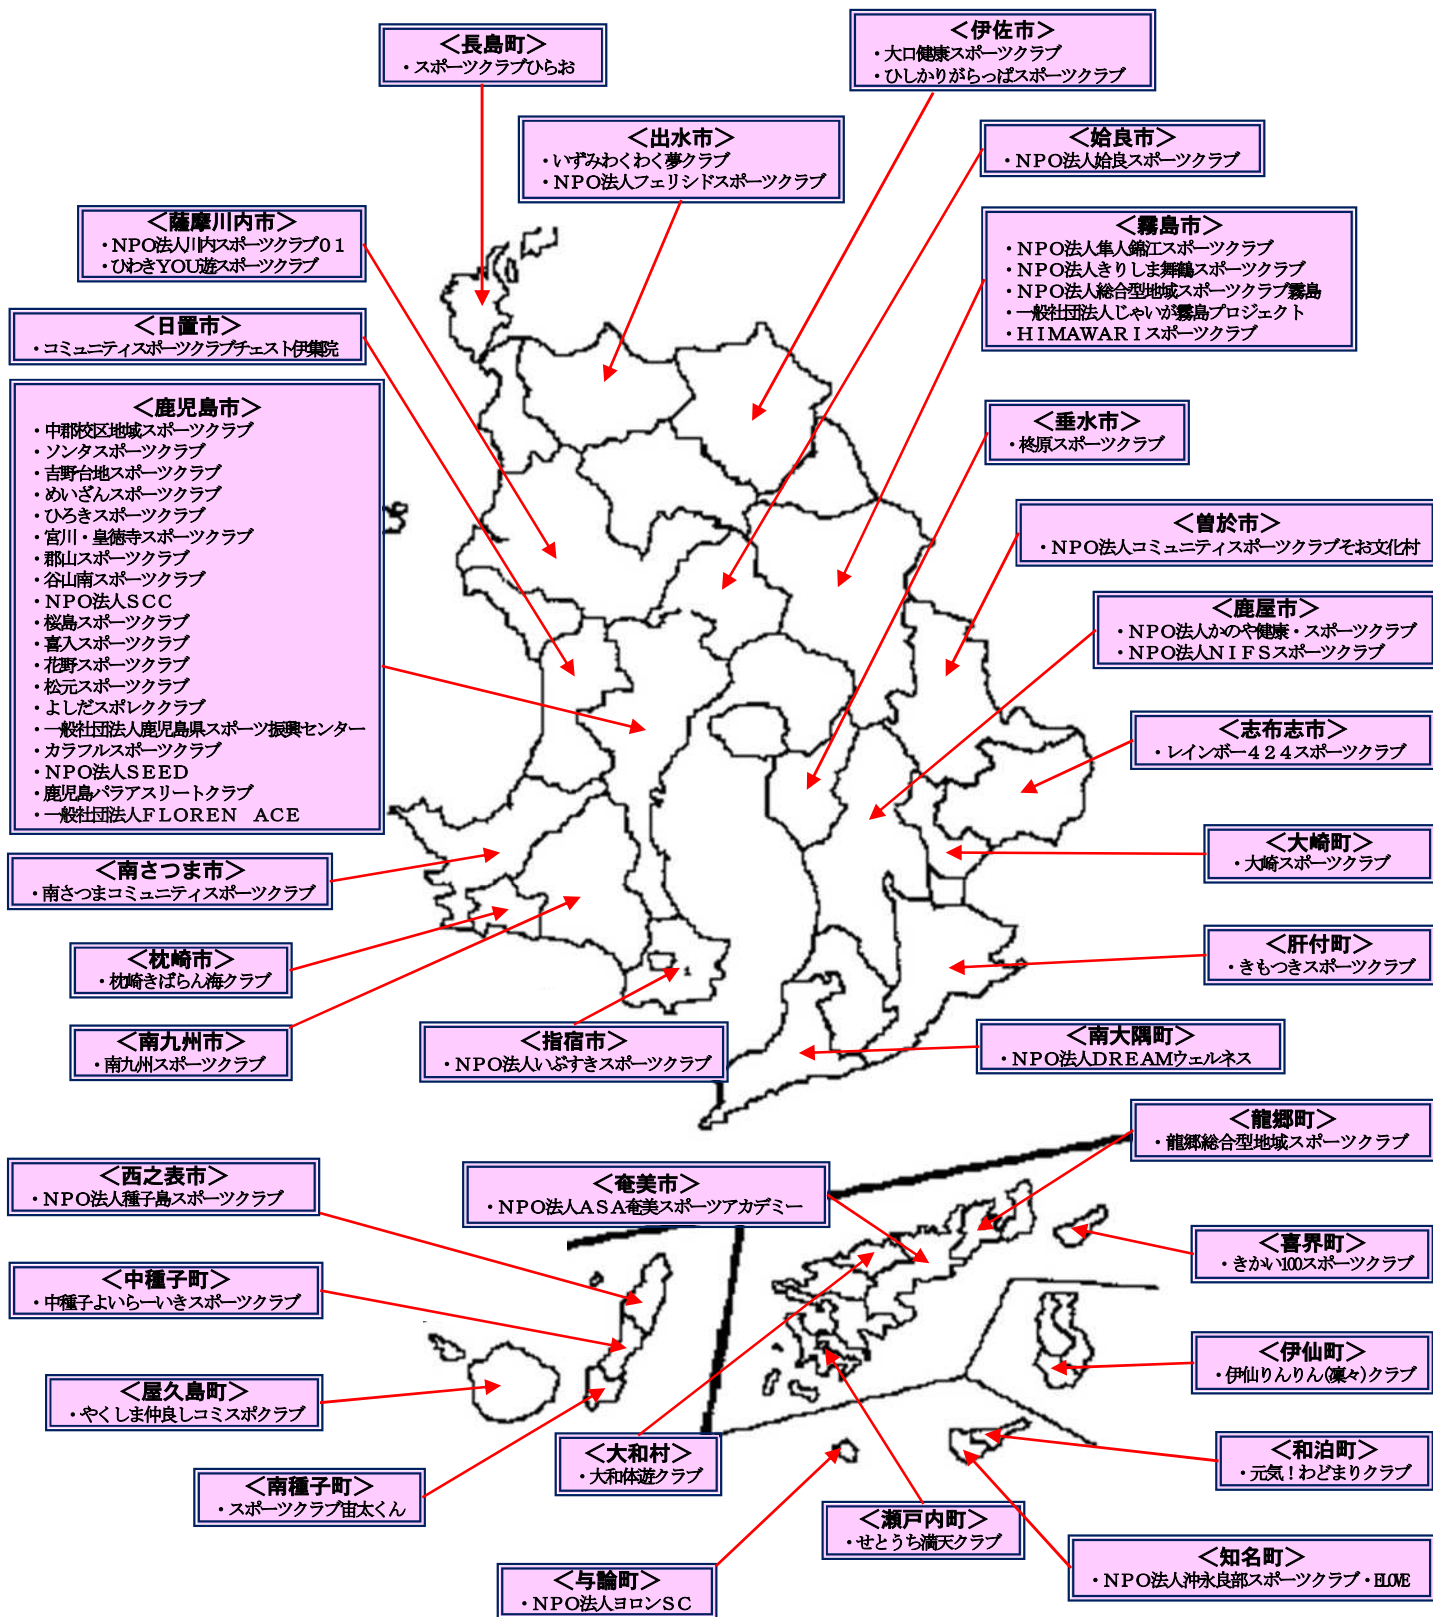 ＜長島町＞
・スポーツクラブひらお
＜伊佐市＞
・大口健康スポーツクラブ
・ひしかりがらっぱスポーツクラブ
＜出水市＞
・いずみわくわく夢クラブ
・ＮＰＯ法人フェリシドスポーツクラブ
＜姶良市＞
・ＮＰＯ法人姶良スポーツクラブ
＜薩摩川内市＞
・ＮＰＯ法人川内スポーツクラブ０１
・ひわきＹＯＵ遊スポーツクラブ
＜霧島市＞
・ＮＰＯ法人隼人錦江スポーツクラブ
・ＮＰＯ法人きりしま舞鶴スポーツクラブ
・ＮＰＯ法人総合型地域スポーツクラブ霧島
・一般社団法人じゃいが霧島プロジェクト
・ＨＩＭＡＷＡＲＩスポーツクラブ
＜日置市＞
・コミュニティスポーツクラブチェスト伊集院
＜鹿児島市＞
・中郡校区地域スポーツクラブ
・ソンタスポーツクラブ
・吉野台地スポーツクラブ
・めいざんスポーツクラブ
・ひろきスポーツクラブ
・宮川・皇徳寺スポーツクラブ
・郡山スポーツクラブ
・谷山南スポーツクラブ
・ＮＰＯ法人ＳＣＣ
・桜島スポーツクラブ
・喜入スポーツクラブ
・花野スポーツクラブ
・松元スポーツクラブ
・よしだスポレククラブ
・一般社団法人鹿児島県スポーツ振興センター
・カラフルスポーツクラブ
・ＮＰＯ法人ＳＥＥＤ
・鹿児島パラアスリートクラブ
・一般社団法人ＦＬＯＲＥＮ　ＡＣＥ
＜垂水市＞
・柊原スポーツクラブ
＜曽於市＞
・ＮＰＯ法人コミュニティスポーツクラブそお文化村
＜鹿屋市＞
・ＮＰＯ法人かのや健康・スポーツクラブ
・ＮＰＯ法人ＮＩＦＳスポーツクラブ
＜志布志市＞
・レインボー４２４スポーツクラブ
＜大崎町＞
・大崎スポーツクラブ
＜南さつま市＞
・南さつまコミュニティスポーツクラブ
＜枕崎市＞
・枕崎きばらん海クラブ
＜肝付町＞
・きもつきスポーツクラブ
＜南九州市＞
・南九州スポーツクラブ
＜指宿市＞
・ＮＰＯ法人いぶすきスポーツクラブ
＜南大隅町＞
・ＮＰＯ法人ＤＲＥＡＭウェルネス
＜龍郷町＞
・龍郷総合型地域スポーツクラブ
＜西之表市＞
・ＮＰＯ法人種子島スポーツクラブ
＜奄美市＞
・ＮＰＯ法人ＡＳＡ奄美スポーツアカデミー
＜喜界町＞
・きかい100スポーツクラブ
＜中種子町＞
・中種子よいらーいきスポーツクラブ
＜伊仙町＞
・伊仙りんりん（凜々）クラブ
＜屋久島町＞
・やくしま仲良しコミスポクラブ
＜大和村＞
・大和体遊クラブ
＜和泊町＞
・元気！わどまりクラブ
＜南種子町＞
・スポーツクラブ宙太くん
＜瀬戸内町＞
・せとうち満天クラブ
＜知名町＞
・ＮＰＯ法人沖永良部スポーツクラブ・ELOVE
＜与論町＞
・ＮＰＯ法人ヨロンＳＣ